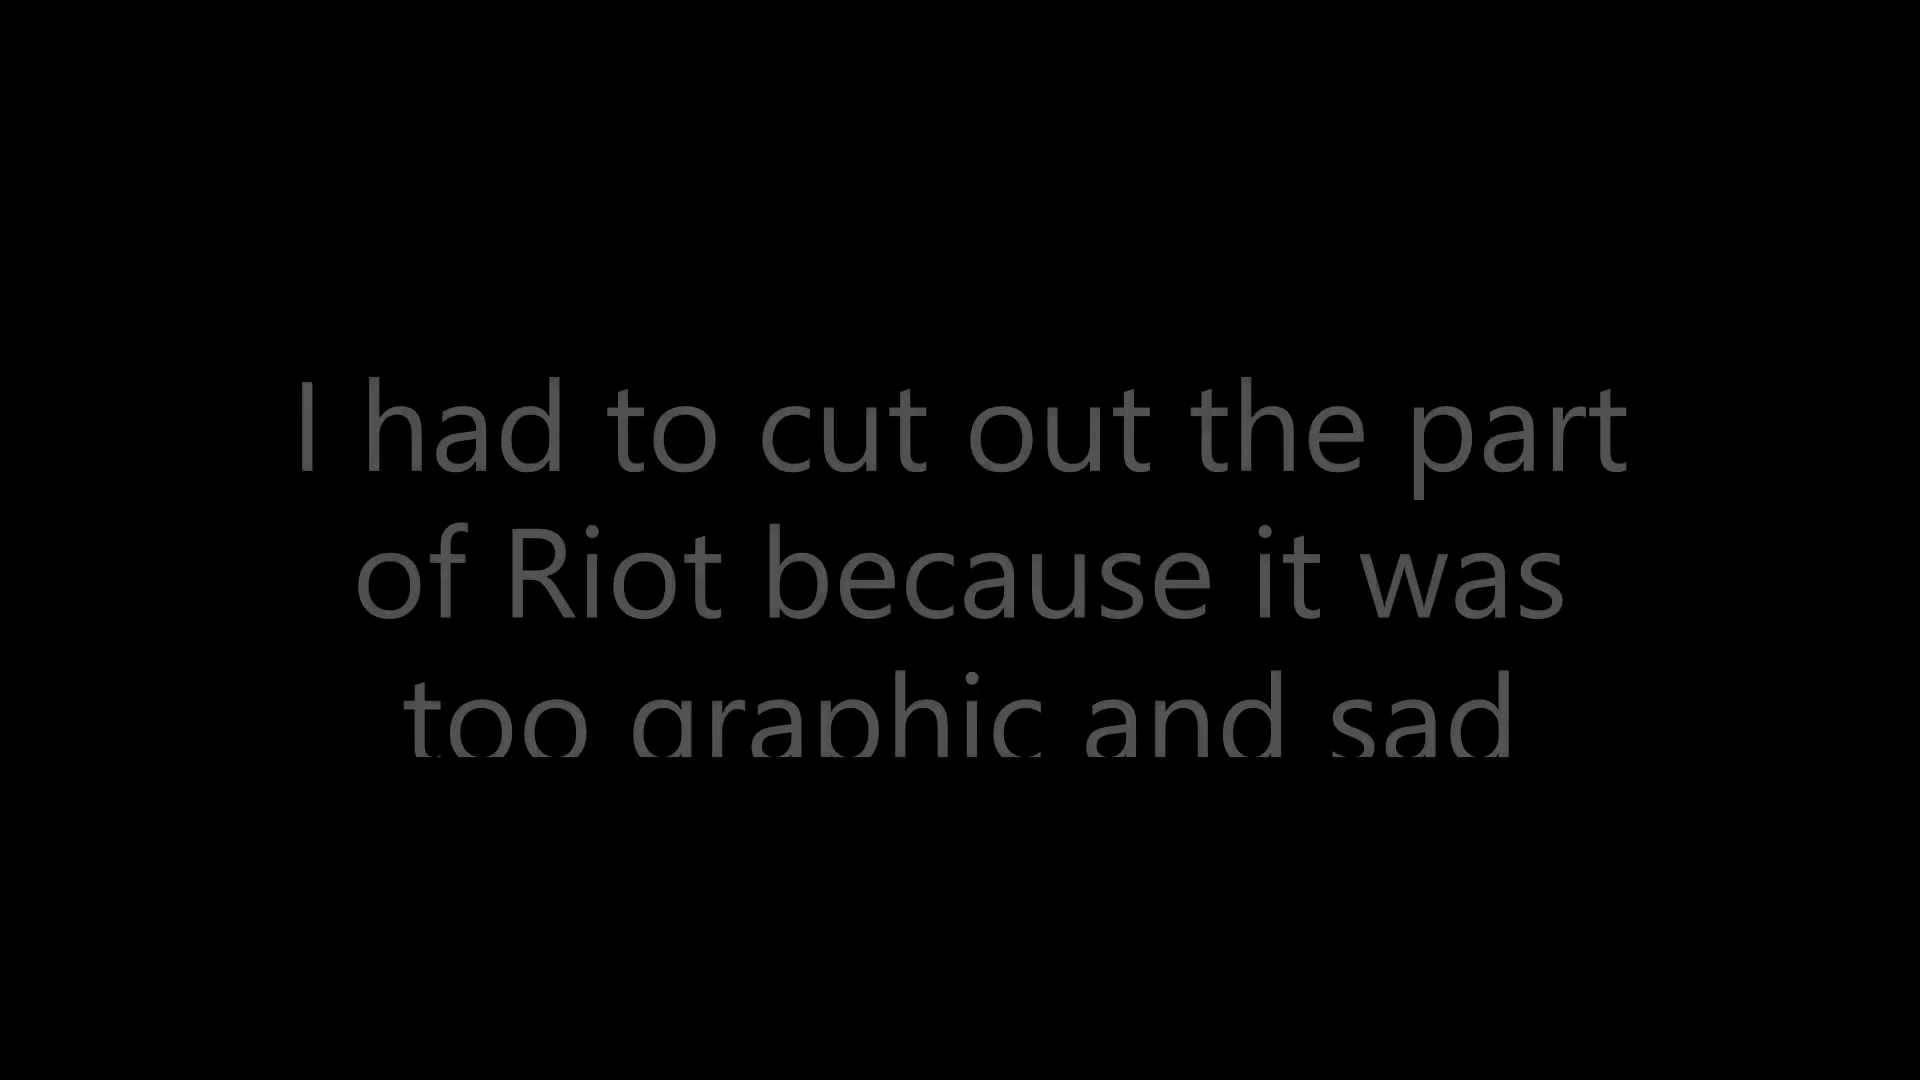 I had to cut out the part
of Riot because it was
too graphic and sad